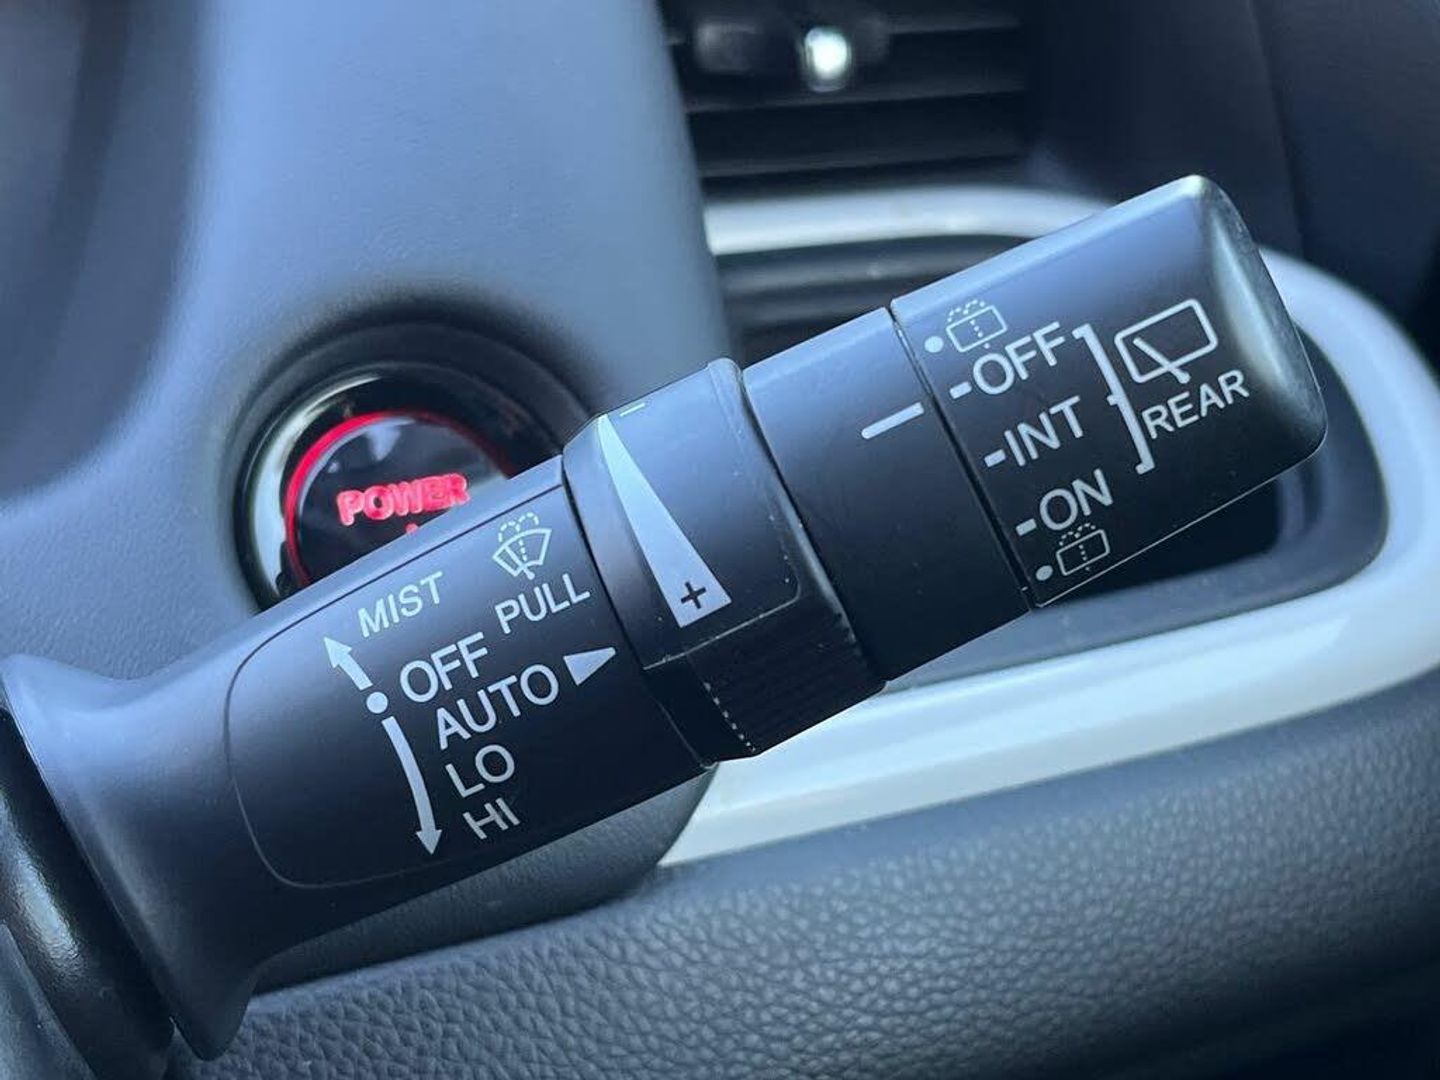 POWER
MIST
PULL
OFF
AUTO
LO
HI
− +
OFF
INT
ON
REAR